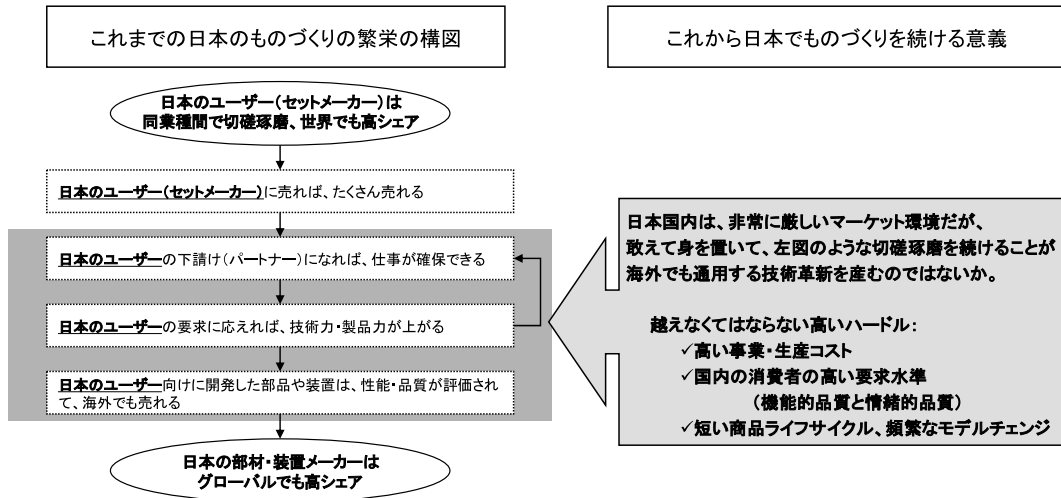 これまでの日本のものづくりの繁栄の構図
日本のユーザー(セットメーカー)は
同業種間で切磋琢磨、世界でも高シェア
日本のユーザー(セットメーカー)に売れば、たくさん売れる
日本のユーザーの下請け(パートナー)になれば、仕事が確保できる
日本のユーザーの要求に応えれば、技術力・製品力が上がる
日本のユーザー向けに開発した部品や装置は、性能・品質が評価され
て、海外でも売れる
日本の部材・装置メーカーは
グローバルでも高シェア
これから日本でものづくりを続ける意義
日本国内は、非常に厳しいマーケット環境だが、
敢えて身を置いて、左図のような切磋琢磨を続けることが
海外でも通用する技術革新を産むのではないか。
越えなくてはならない高いハードル:
✓高い事業・生産コスト
✓国内の消費者の高い要求水準
(機能的品質と情緒的品質)
✓短い商品ライフサイクル、頻繁なモデルチェンジ